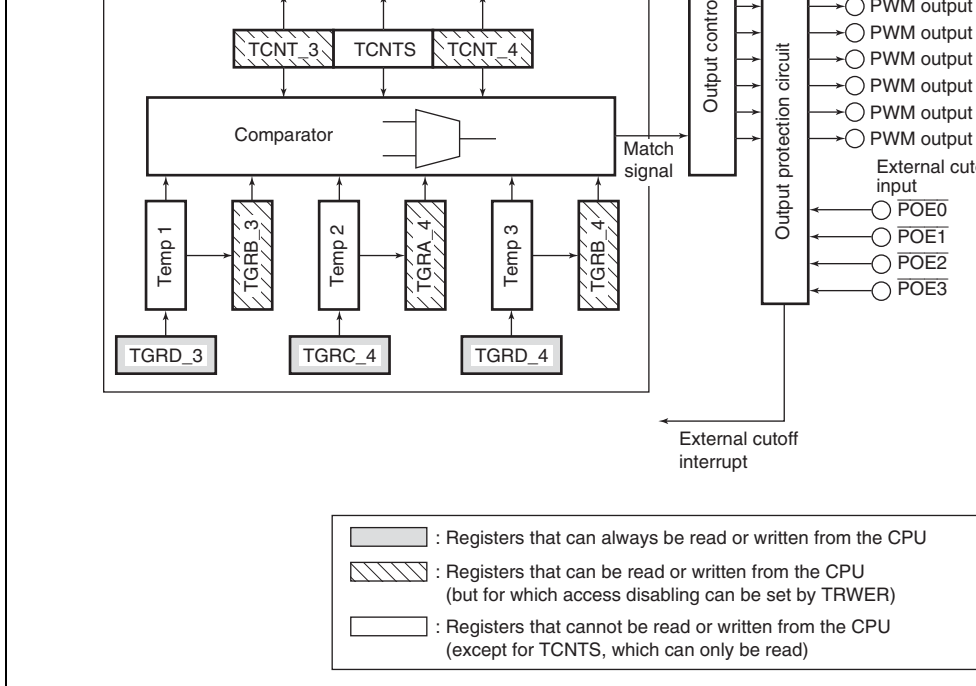 PWM output
PWM output
PWM output
PWM output
PWM output
PWM output
TCNT_3
TCNTS
TCNT_4
Comparator
Match
signal
Output protection circuit
External
input
POE0
POE1
POE2
POE3
Temp 1
TGRB_3
Temp 2
TGRA_4
Temp 3
TGRB_4
TGRD_3
TGRC_4
TGRD_4
External cutoff
interrupt
: Registers that can always be read or written from the CPU
: Registers that can be read or written from the CPU
(but for which access disabling can be set by TRWER)
: Registers that cannot be read or written from the CPU
(except for TCNTS, which can only be read)